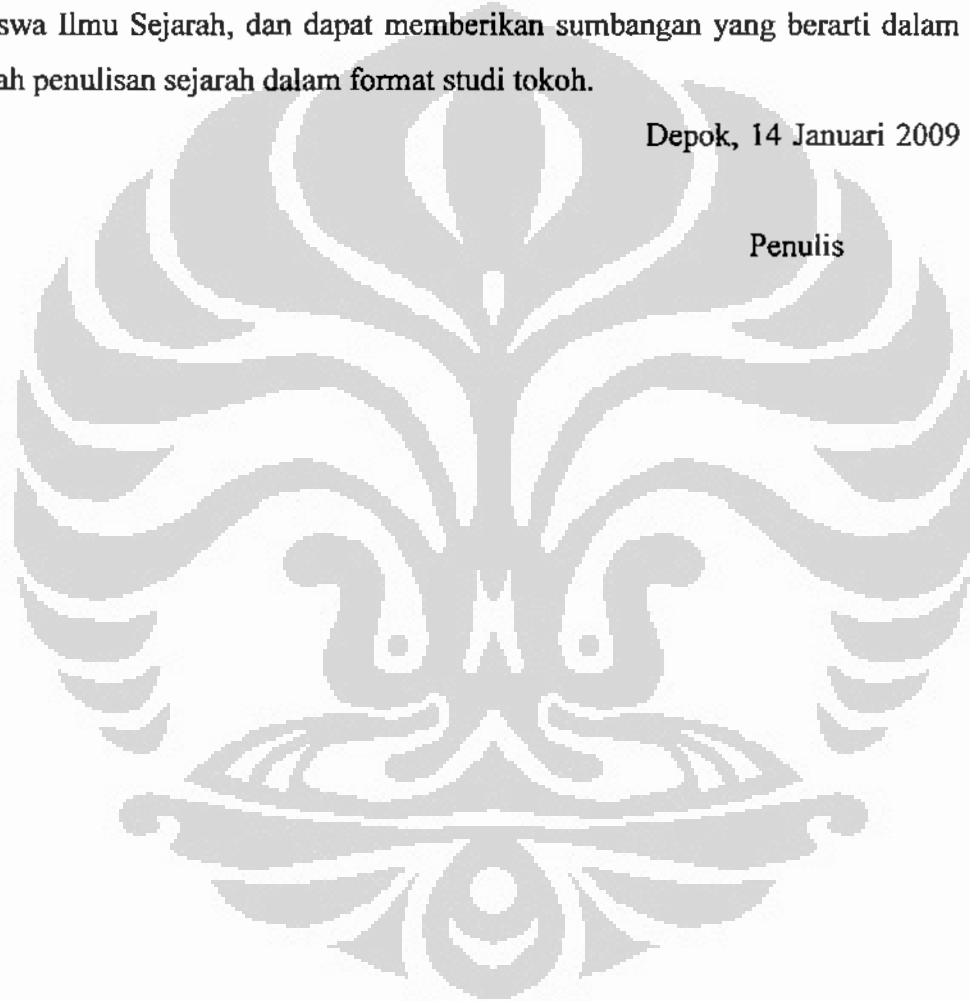 swa Ilmu Sejarah, dan dapat memberikan sumbangan yang berarti dalam
ah penulisan sejarah dalam format studi tokoh.
Depok, 14 Januari 2009
Penulis